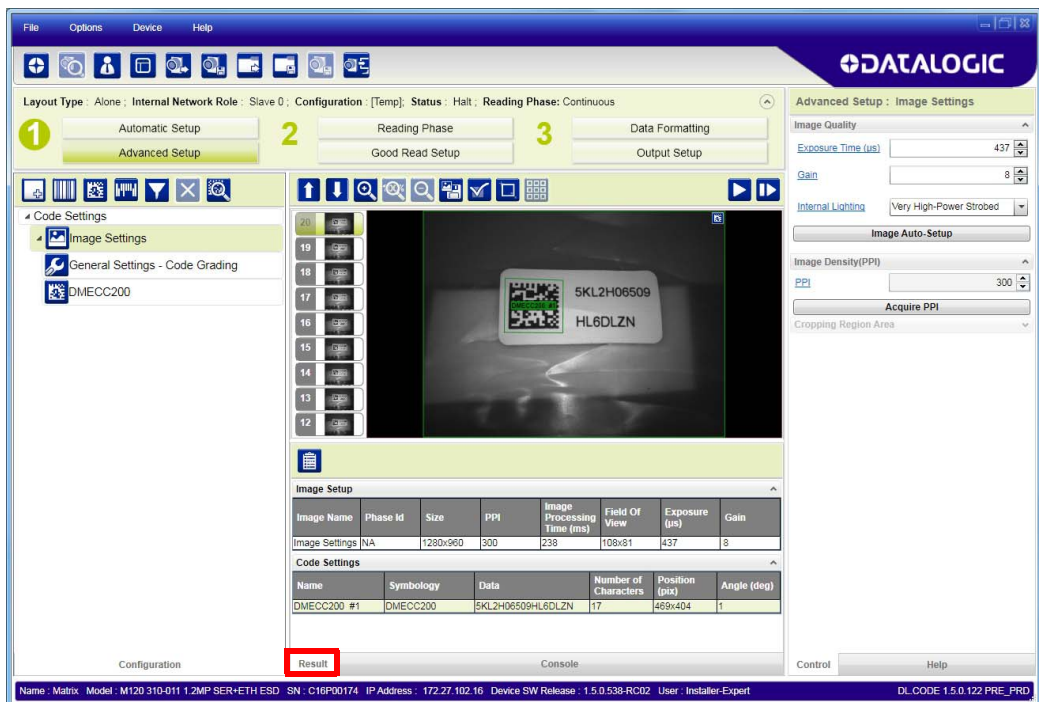 File Options Device Help
DATALOGIC
Layout Type : Alone ; Internal Network Role : Slave 0 ; Configuration : [Temp]; Status : Halt ; Reading Phase: Continuous
1 Automatic Setup 2 Reading Phase 3 Data Formatting
Advanced Setup Good Read Setup Output Setup
Code Settings
Image Settings
General Settings - Code Grading
DMECC200
20
19
18
17
16
15
14
13
12
5KL2H06509
DMECC200 #1
HL6DLZN
Image Setup
Image Name Phase Id Size PPI Image Processing Time (ms) Field Of View Exposure (µs) Gain
Image Settings NA 1280x960 300 238 108x81 437 8
Code Settings
Name Symbology Data Number of Characters Position (pix) Angle (deg)
DMECC200 #1 DMECC200 5KL2H06509HL6DLZN 17 469x404 1
Configuration
Result Console
Advanced Setup : Image Settings
Image Quality
Exposure Time (µs) 437
Gain 8
Internal Lighting Very High-Power Strobed
Image Auto-Setup
Image Density(PPI)
PPI 300
Acquire PPI
Cropping Region Area
Control Help
Name : Matrix Model : M120 310-011 1.2MP SER+ETH ESD SN : C16P00174 IP Address : 172.27.102.16 Device SW Release : 1.5.0.538-RC02 User : Installer-Expert DL.CODE 1.5.0.122 PRE_PRD